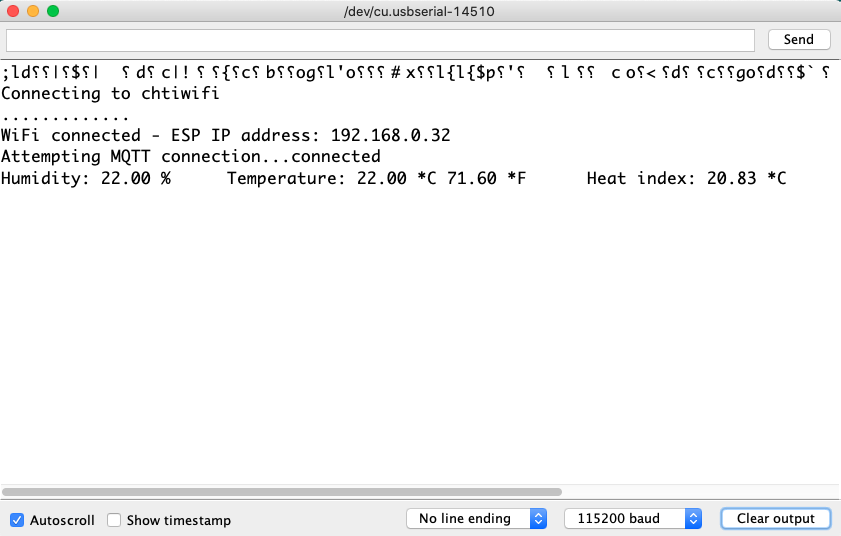 /dev/cu.usbserial-14510
Send
;ld⸮⸮|⸮$⸮| ⸮d⸮c|!⸮⸮{⸮c⸮b⸮⸮og⸮l'o⸮⸮⸮#x⸮⸮l{l{$p⸮'⸮ ⸮l⸮⸮ co⸮<⸮d⸮⸮c⸮⸮go⸮d⸮⸮$`⸮
Connecting to chtiwifi
.............
WiFi connected - ESP IP address: 192.168.0.32
Attempting MQTT connection...connected
Humidity: 22.00 % Temperature: 22.00 *C 71.60 *F Heat index: 20.83 *C
Autoscroll Show timestamp No line ending 115200 baud Clear output